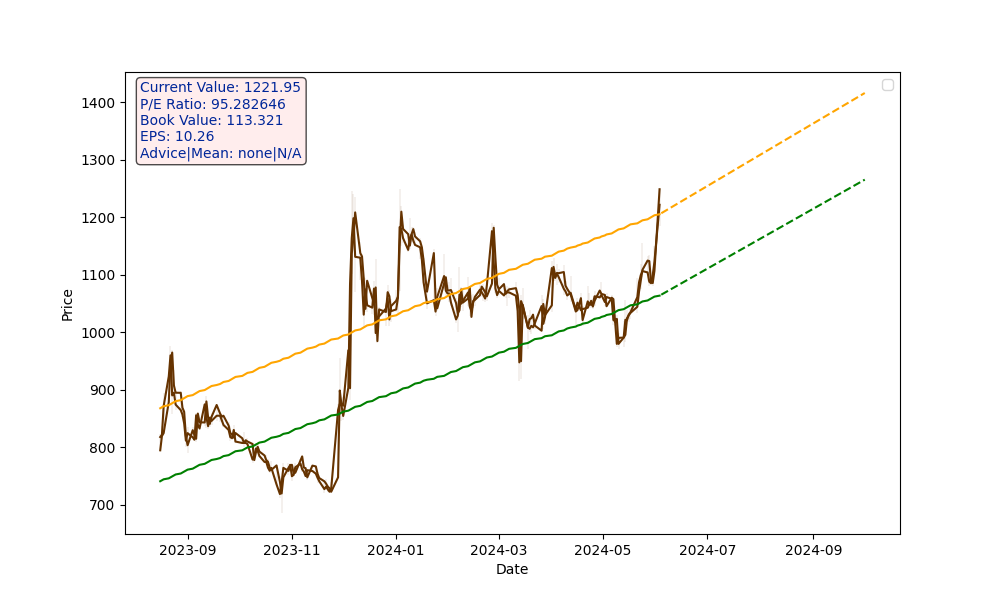 Current Value: 1221.95
P/E Ratio: 95.282646
Book Value: 113.321
EPS: 10.26
Advice|Mean: none|N/A
1400
1300
1200
1100
1000
900
800
700
Price
2023-09 2023-11 2024-01 2024-03 2024-05 2024-07 2024-09
Date